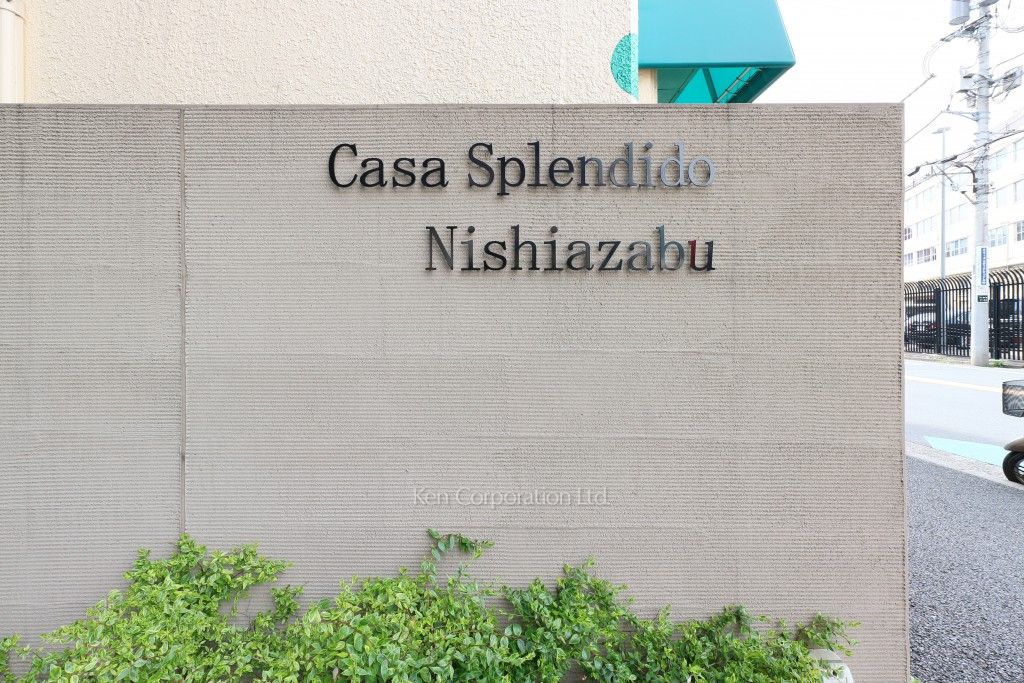 Casa Splendido
Nishiazabu
Ken Corporation Ltd.